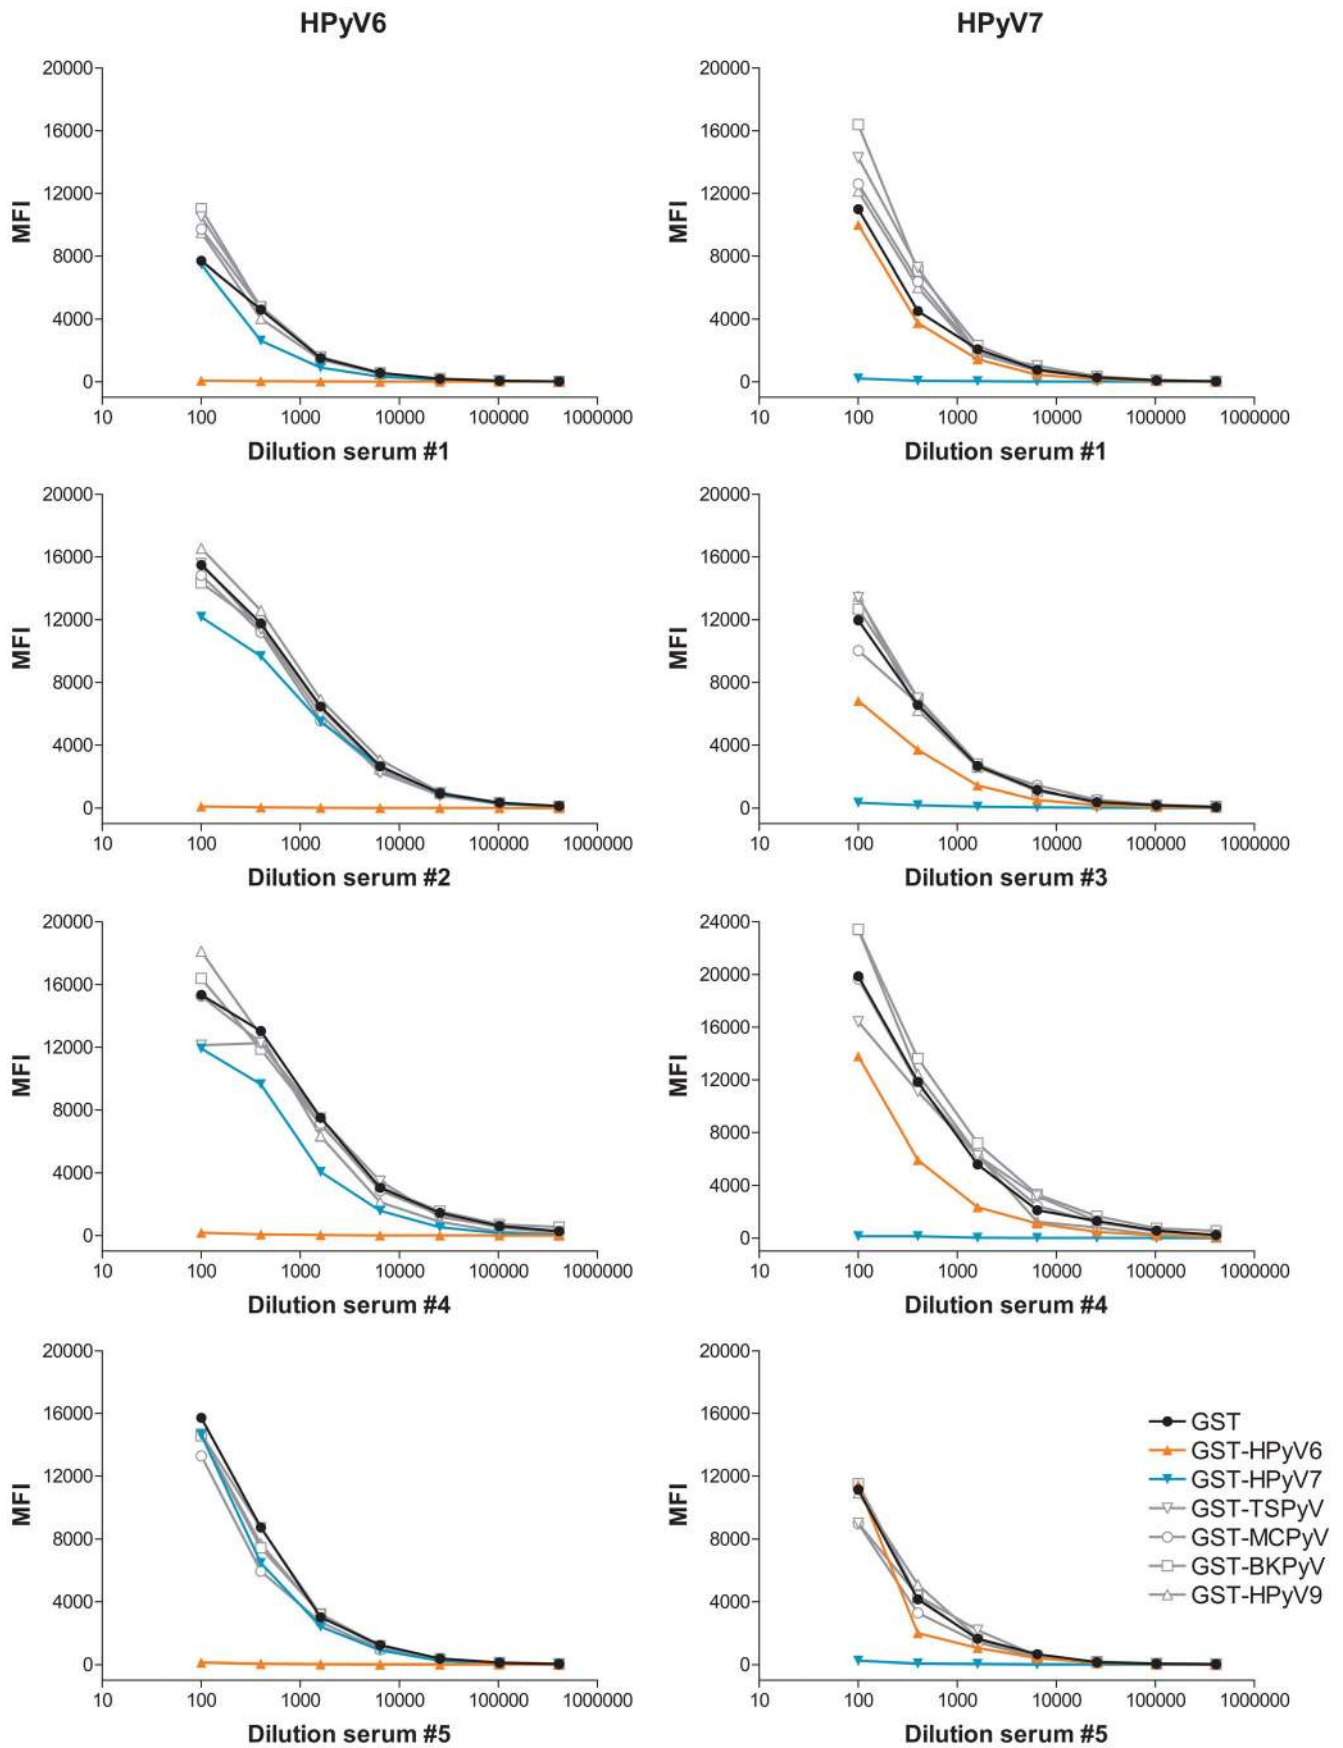 HPyV6 HPyV7
20000 20000
16000 16000
12000 12000
MFI MFI
8000 8000
4000 4000
0 0
10 100 1000 10000 100000 1000000 10 100 1000 10000 100000 1000000
Dilution serum #1 Dilution serum #1
20000 20000
16000 16000
12000 12000
MFI MFI
8000 8000
4000 4000
0 0
10 100 1000 10000 100000 1000000 10 100 1000 10000 100000 1000000
Dilution serum #2 Dilution serum #3
20000 24000
16000 20000
12000 16000
MFI MFI
8000 12000
4000 8000
0 4000
0
10 100 1000 10000 100000 1000000 10 100 1000 10000 100000 1000000
Dilution serum #4 Dilution serum #4
20000 20000
16000 16000
12000 12000
MFI MFI
8000 8000
4000 4000
0 0
GST
GST-HPyV6
GST-HPyV7
GST-TSPyV
GST-MCPyV
GST-BKPyV
GST-HPyV9
10 100 1000 10000 100000 1000000 10 100 1000 10000 100000 1000000
Dilution serum #5 Dilution serum #5